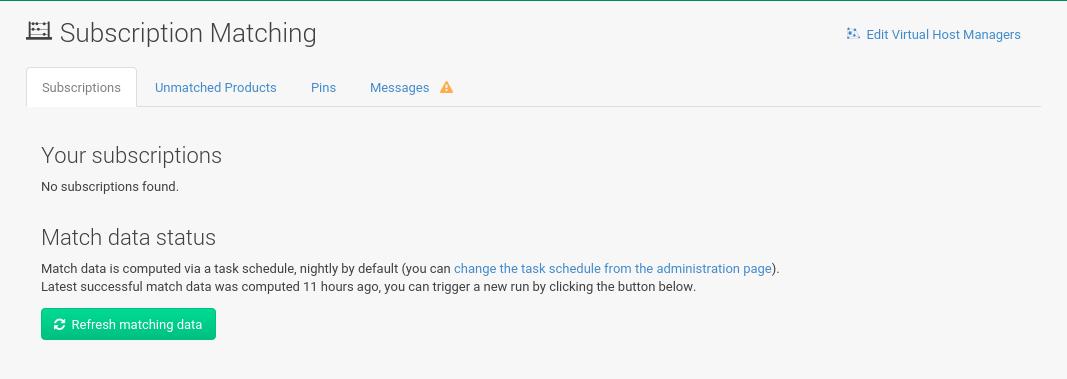 Subscription Matching
Edit Virtual Host Managers
Subscriptions
Unmatched Products
Pins
Messages
Your subscriptions
No subscriptions found.
Match data status
Match data is computed via a task schedule, nightly by default (you can change the task schedule from the administration page).
Latest successful match data was computed 11 hours ago, you can trigger a new run by clicking the button below.
Refresh matching data